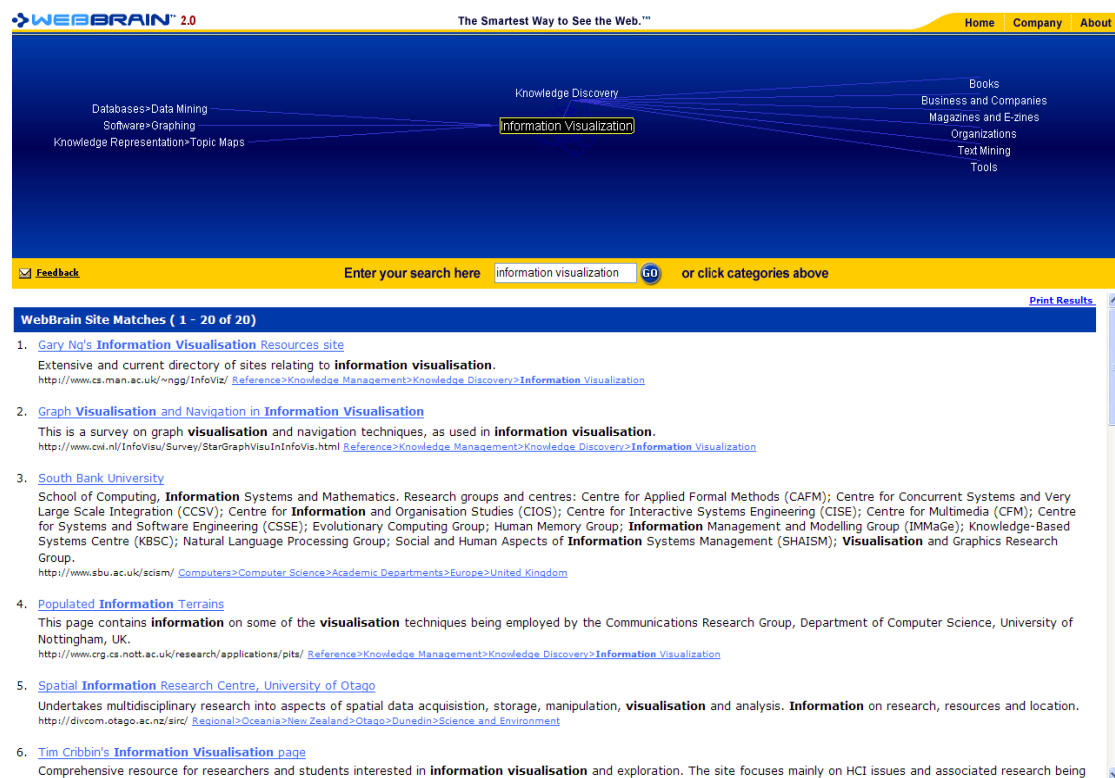 WEBBRAIN™ 2.0
The Smartest Way to See the Web.™
Home Company About
Knowledge Discovery
Databases>Data Mining
Software>Graphing
Knowledge Representation>Topic Maps
Information Visualization
Books
Business and Companies
Magazines and E-zines
Organizations
Text Mining
Tools
Feedback
Enter your search here information visualization GO or click categories above
Print Results
WebBrain Site Matches ( 1 - 20 of 20)
1. Gary Ng's Information Visualisation Resources site
Extensive and current directory of sites relating to information visualisation.
http://www.cs.man.ac.uk/~ngg/InfoViz/ Reference>Knowledge Management>Knowledge Discovery>Information Visualization
2. Graph Visualisation and Navigation in Information Visualisation
This is a survey on graph visualisation and navigation techniques, as used in information visualisation.
http://www.cwi.nl/InfoVisu/Survey/StarGraphVisuInInfoVis.html Reference>Knowledge Management>Knowledge Discovery>Information Visualization
3. South Bank University
School of Computing, Information Systems and Mathematics. Research groups and centres: Centre for Applied Formal Methods (CAFM); Centre for Concurrent Systems and Very
Large Scale Integration (CCSV); Centre for Information and Organisation Studies (CIOS); Centre for Interactive Systems Engineering (CISE); Centre for Multimedia (CFM); Centre
for Systems and Software Engineering (CSSE); Evolutionary Computing Group; Human Memory Group; Information Management and Modelling Group (IMMaGe); Knowledge-Based
Systems Centre (KBSC); Natural Language Processing Group; Social and Human Aspects of Information Systems Management (SHAISM); Visualisation and Graphics Research
Group.
http://www.sbu.ac.uk/scism/ Computers>Computer Science>Academic Departments>Europe>United Kingdom
4. Populated Information Terrains
This page contains information on some of the visualisation techniques being employed by the Communications Research Group, Department of Computer Science, University of
Nottingham, UK.
http://www.crg.cs.nott.ac.uk/research/applications/pits/ Reference>Knowledge Management>Knowledge Discovery>Information Visualization
5. Spatial Information Research Centre, University of Otago
Undertakes multidisciplinary research into aspects of spatial data acquisistion, storage, manipulation, visualisation and analysis. Information on research, resources and location.
http://divcom.otago.ac.nz/sirc/ Regional>Oceania>New Zealand>Otago>Dunedin>Science and Environment
6. Tim Cribbin's Information Visualisation page
Comprehensive resource for researchers and students interested in information visualisation and exploration. The site focuses mainly on HCI issues and associated research being